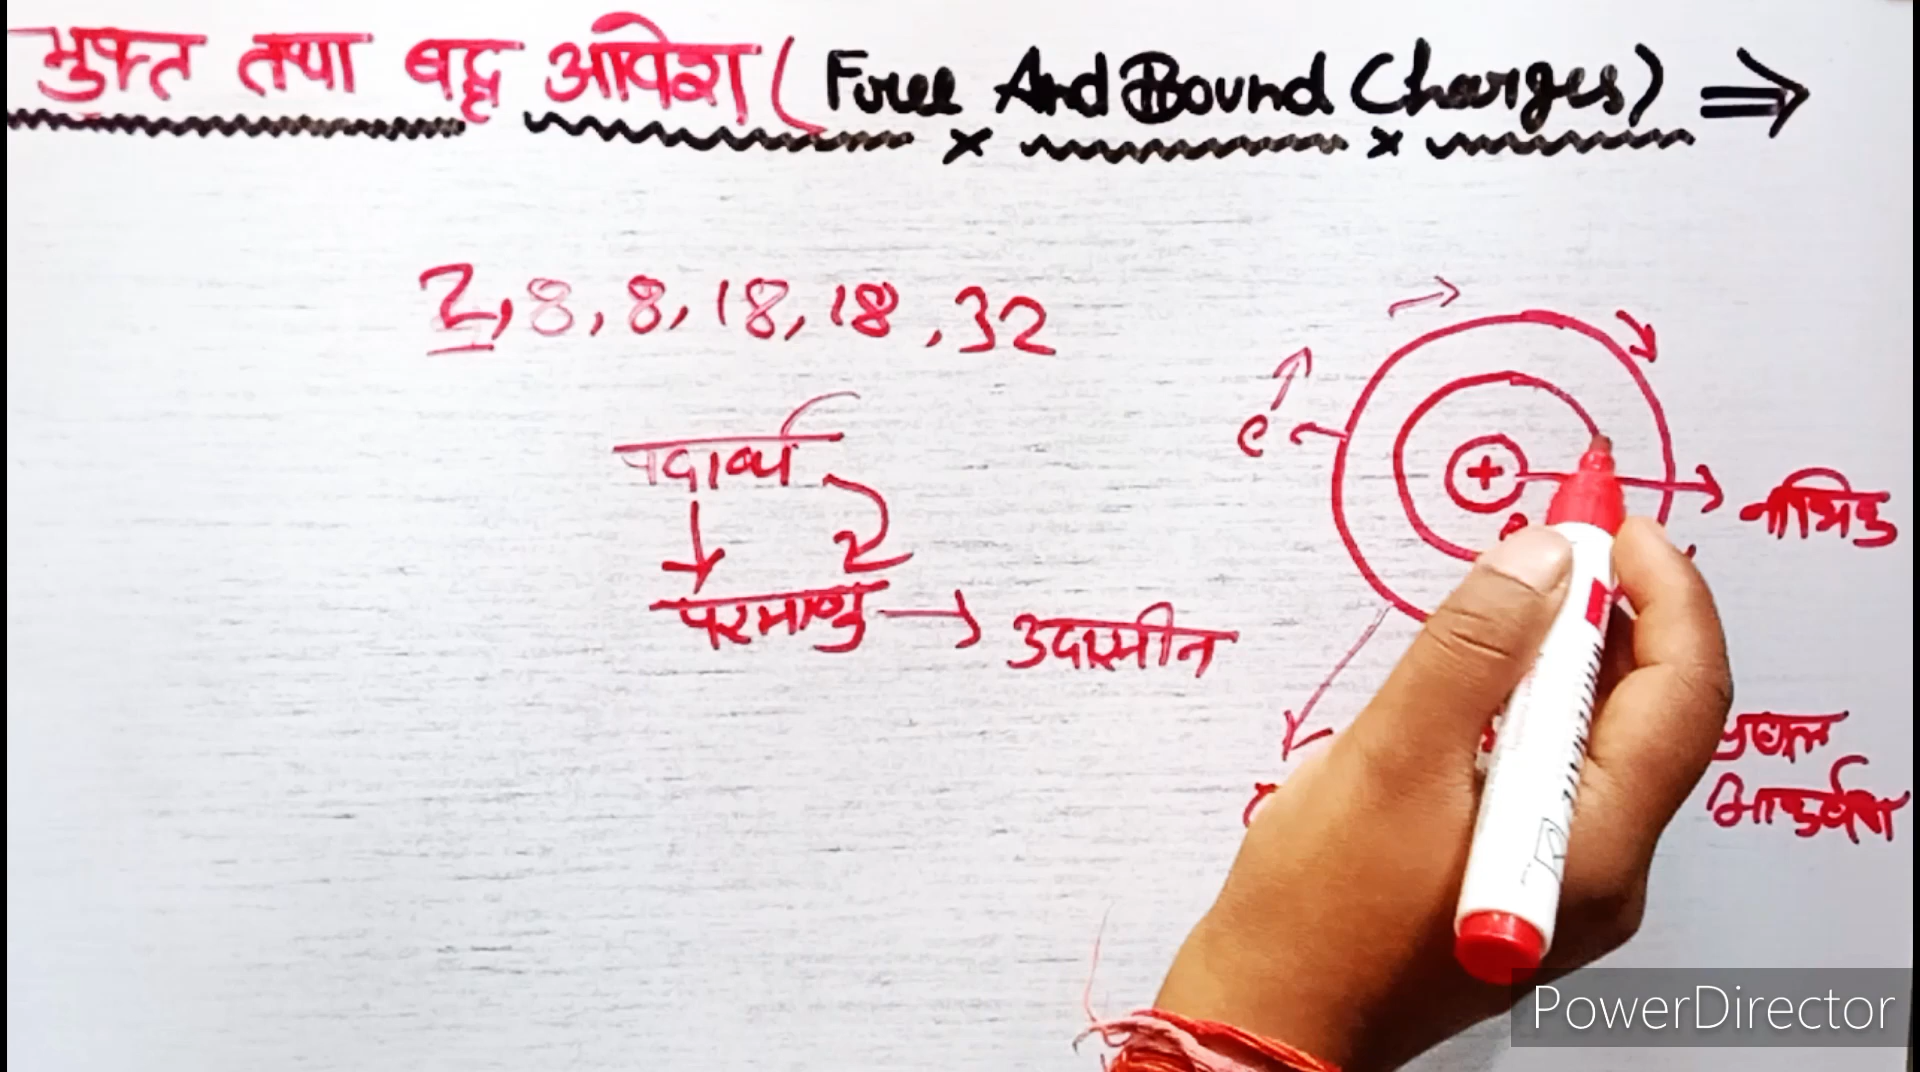 मुक्त तथा बद्ध आवेश ( Free And Bound Charges) ⇒
2, 8, 8, 18, 18, 32
पदार्थ
परमाणु → उदासीन
e
+ → नाभिक
प्रबल
आकर्षण
PowerDirector